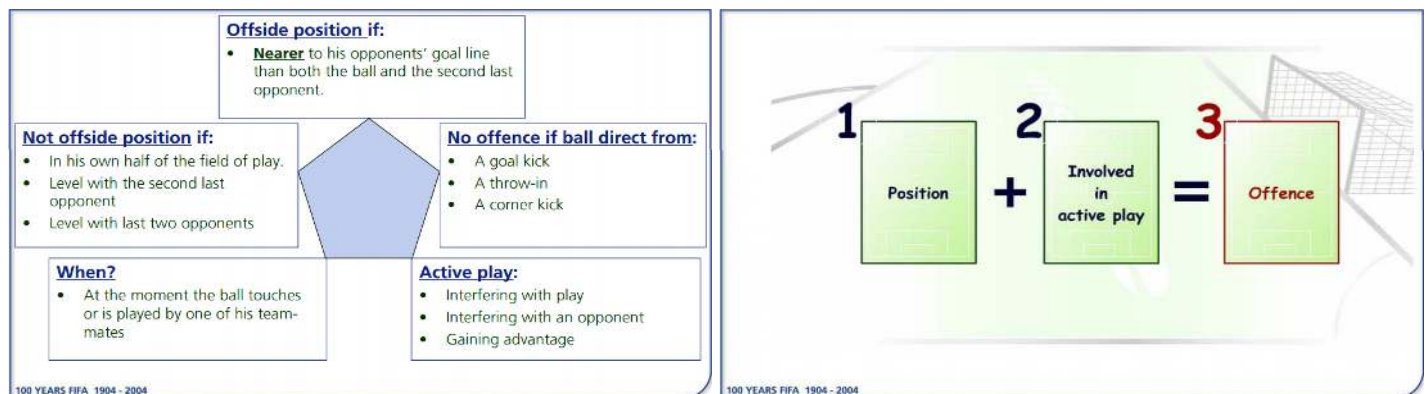 Offside position if:
• Nearer to his opponents' goal line
than both the ball and the second last
opponent.
Not offside position if:
• In his own half of the field of play.
• Level with the second last
opponent
• Level with last two opponents
No offence if ball direct from:
• A goal kick
• A throw-in
• A corner kick
When?
• At the moment the ball touches
or is played by one of his team-
mates
Active play:
• Interfering with play
• Interfering with an opponent
• Gaining advantage
100 YEARS FIFA 1904 - 2004
1
Position
+
2
Involved
in
active play
=
3
Offence
100 YEARS FIFA 1904 - 2004